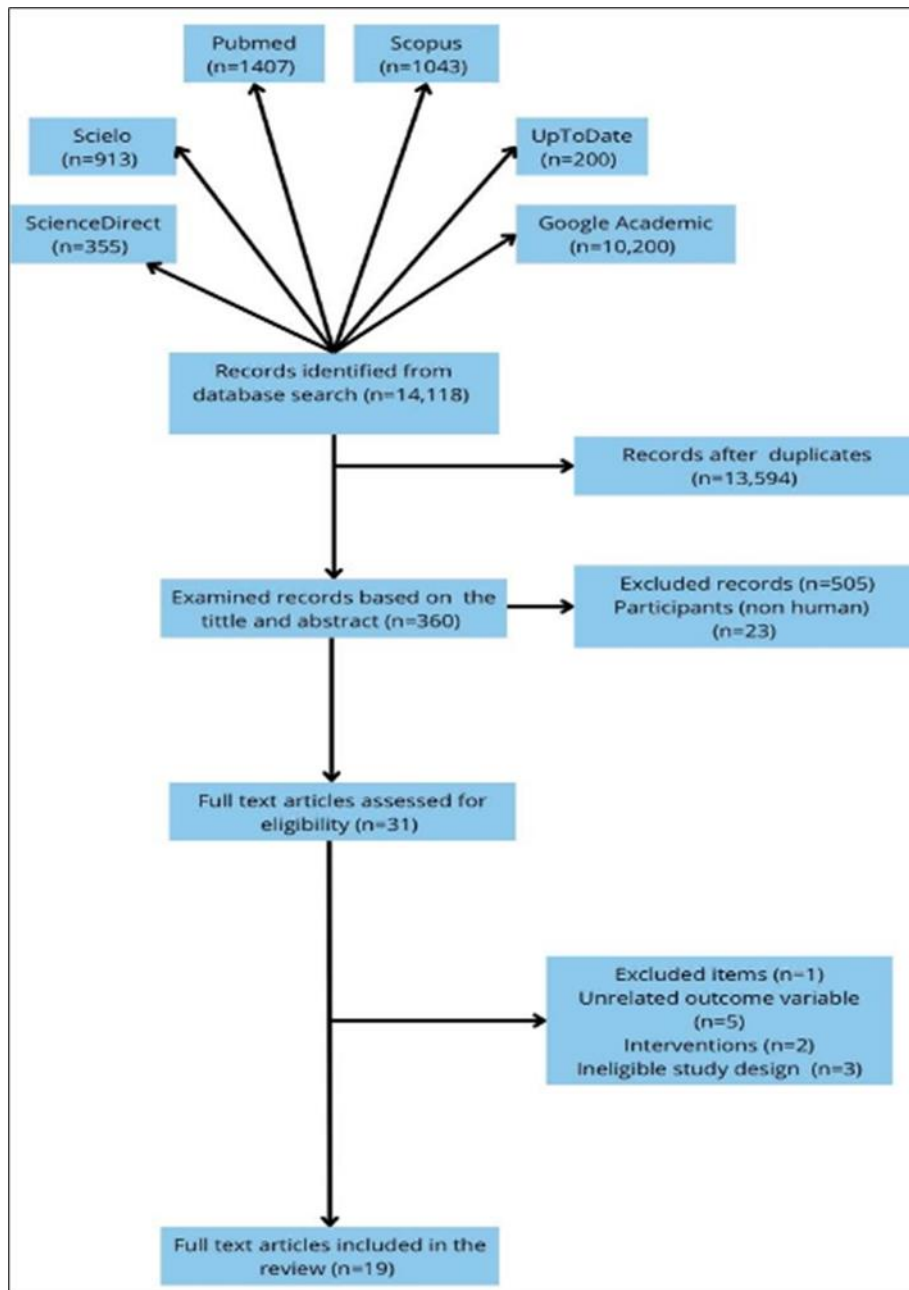 Pubmed
(n=1407)
Scopus
(n=1043)
Scielo
(n=913)
UpToDate
(n=200)
ScienceDirect
(n=355)
Google Academic
(n=10,200)
Records identified from
database search (n=14,118)
Records after duplicates
(n=13,594)
Examined records based on the
tittle and abstract (n=360)
Excluded records (n=505)
Participants (non human)
(n=23)
Full text articles assessed for
eligibility (n=31)
Excluded items (n=1)
Unrelated outcome variable
(n=5)
Interventions (n=2)
Ineligible study design (n=3)
Full text articles included in the
review (n=19)